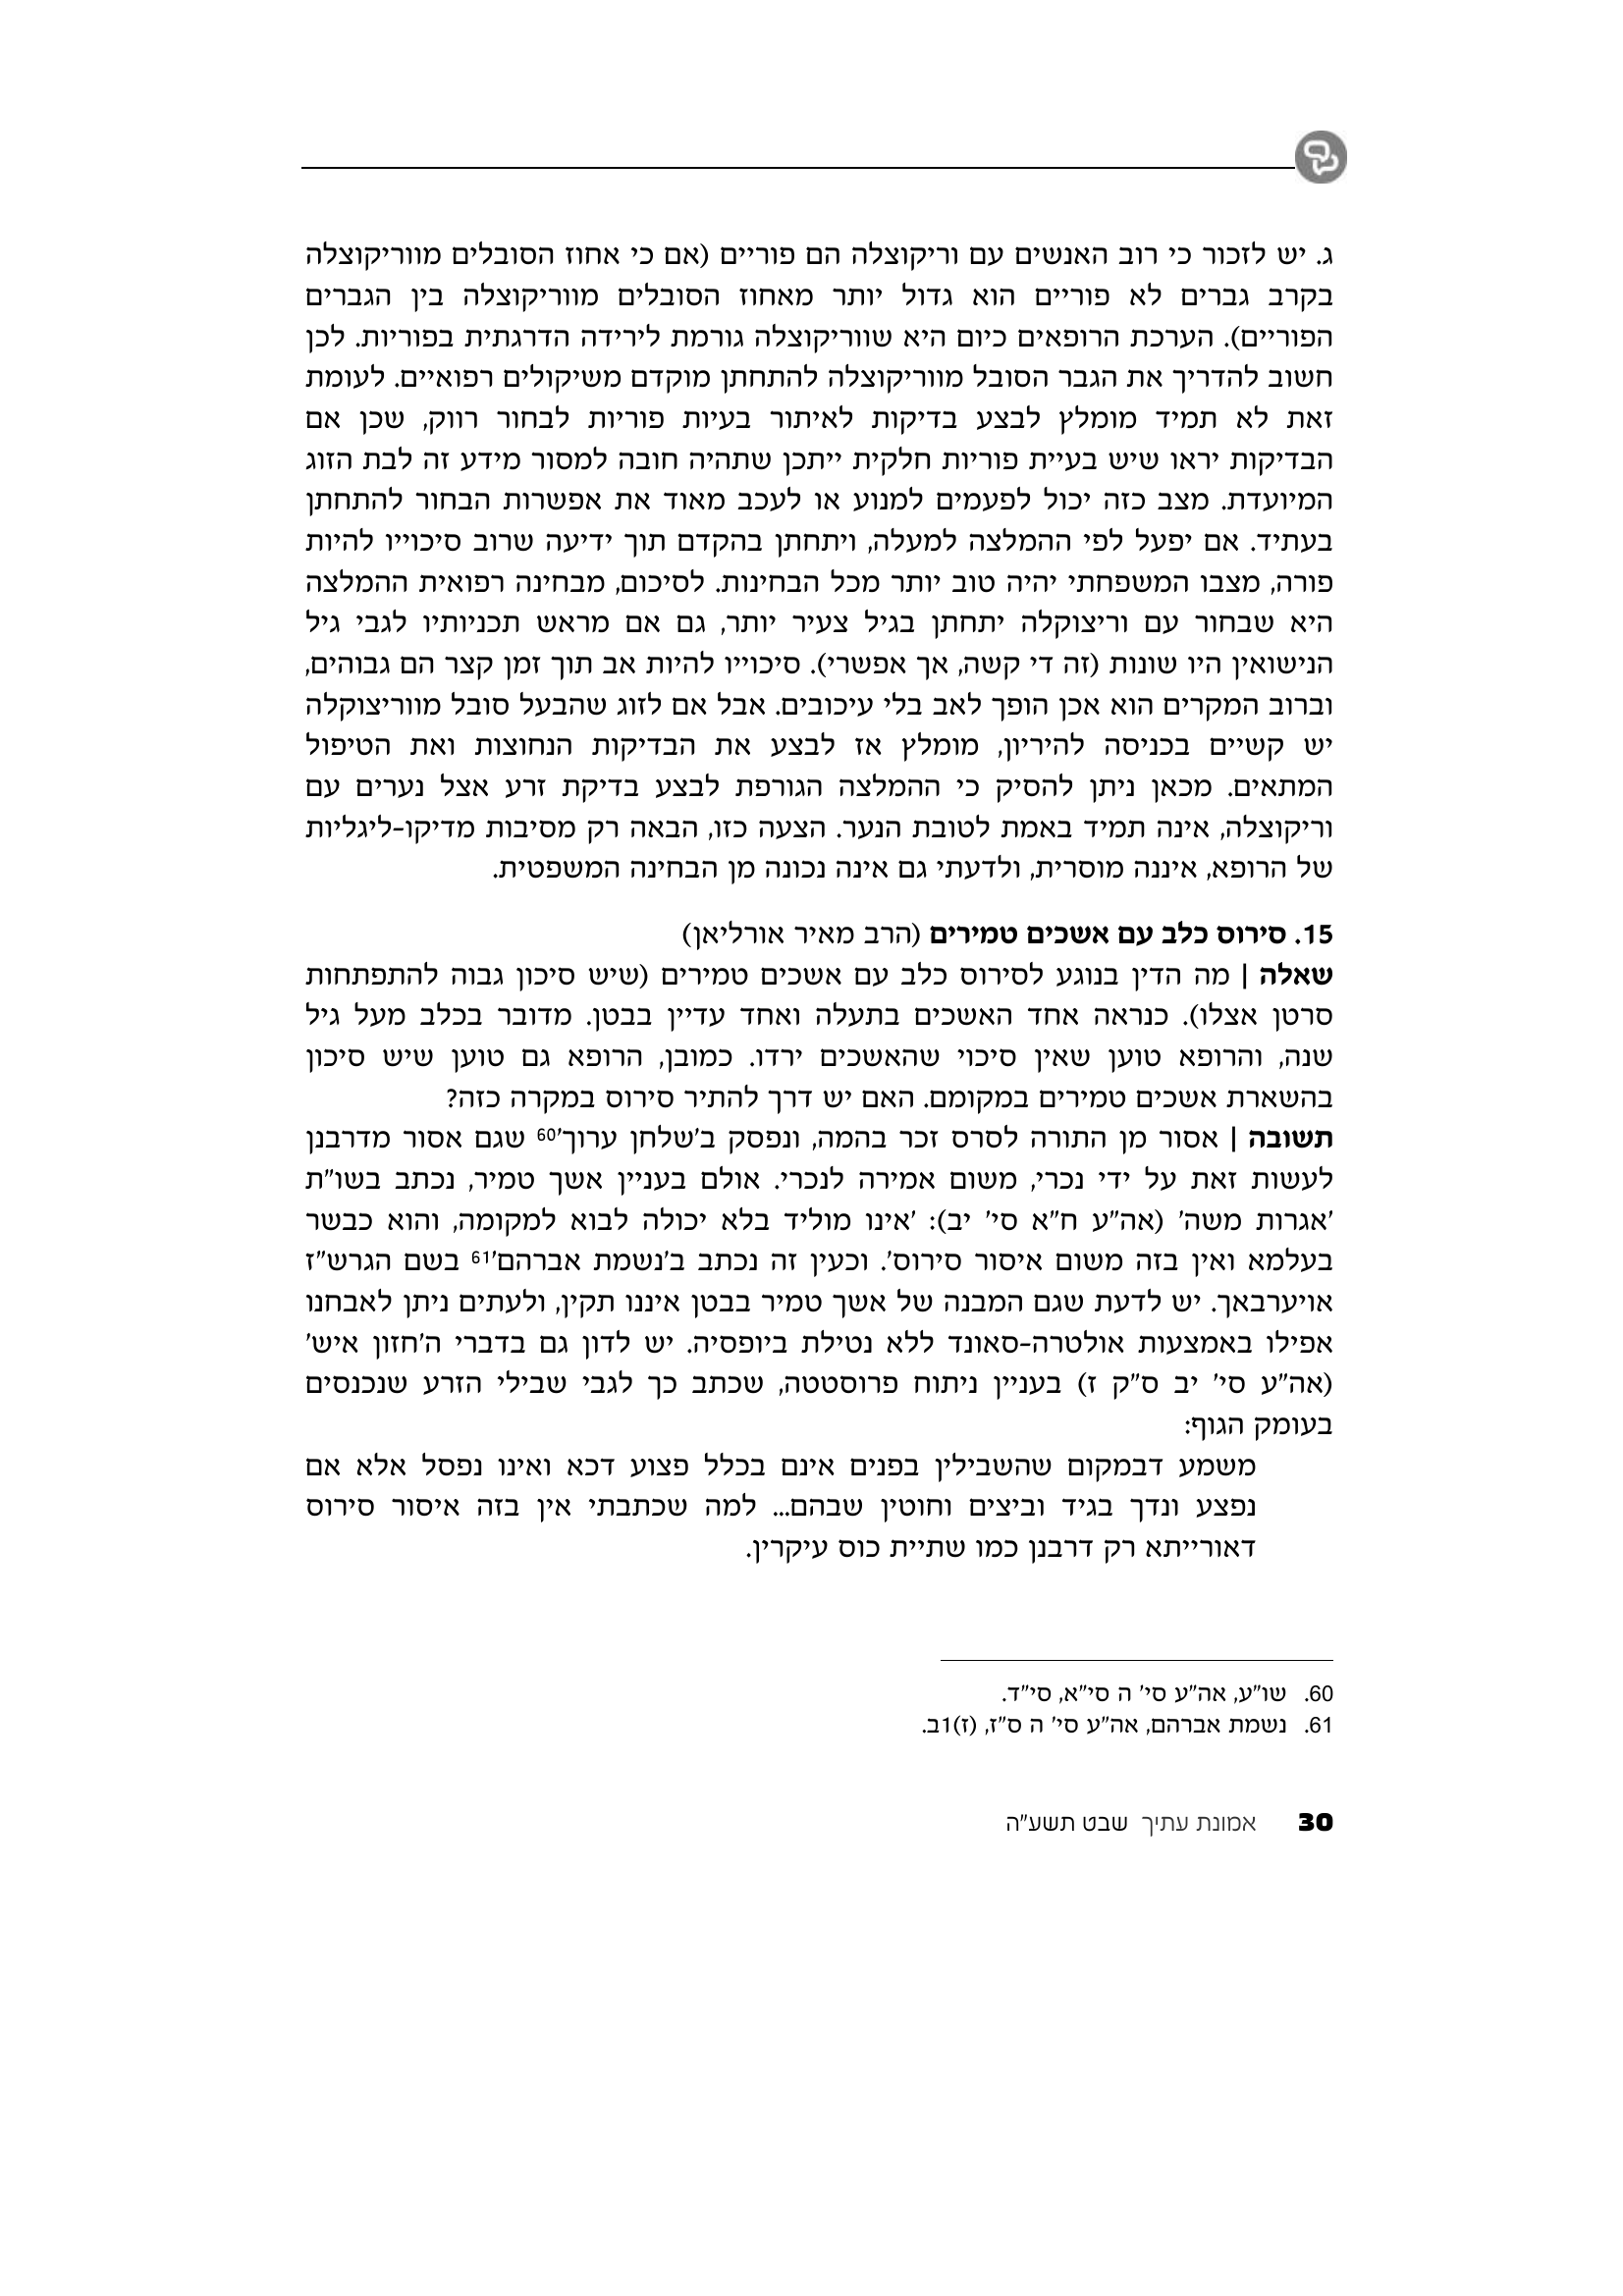 ג. יש לזכור כי רוב האנשים עם וריקוצלה הם פוריים (אם כי אחוז הסובלים מווריקוצלה
בקרב גברים לא פוריים הוא גדול יותר מאחוז הסובלים מווריקוצלה בין הגברים
הפוריים). הערכת הרופאים כיום היא שווריקוצלה גורמת לירידה הדרגתית בפוריות. לכן
חשוב להדריך את הגבר הסובל מווריקוצלה להתחתן מוקדם משיקולים רפואיים. לעומת
זאת לא תמיד מומלץ לבצע בדיקות לאיתור בעיות פוריות לבחור רווק, שכן אם
הבדיקות יראו שיש בעיית פוריות חלקית ייתכן שתהיה חובה למסור מידע זה לבת הזוג
המיועדת. מצב כזה יכול לפעמים למנוע או לעכב מאוד את אפשרות הבחור להתחתן
בעתיד. אם יפעל לפי ההמלצה למעלה, ויתחתן בהקדם תוך ידיעה שרוב סיכוייו להיות
פורה, מצבו המשפחתי יהיה טוב יותר מכל הבחינות. לסיכום, מבחינה רפואית ההמלצה
היא שבחור עם וריצוקלה יתחתן בגיל צעיר יותר, גם אם מראש תכניותיו לגבי גיל
הנישואין היו שונות (זה די קשה, אך אפשרי). סיכוייו להיות אב תוך זמן קצר הם גבוהים,
וברוב המקרים הוא אכן הופך לאב בלי עיכובים. אבל אם לזוג שהבעל סובל מווריצוקלה
יש קשיים בכניסה להיריון, מומלץ אז לבצע את הבדיקות הנחוצות ואת הטיפול
המתאים. מכאן ניתן להסיק כי ההמלצה הגורפת לבצע בדיקת זרע אצל נערים עם
וריקוצלה, אינה תמיד באמת לטובת הנער. הצעה כזו, הבאה רק מסיבות מדיקו-ליגליות
של הרופא, איננה מוסרית, ולדעתי גם אינה נכונה מן הבחינה המשפטית.
15. סירוס כלב עם אשכים טמירים (הרב מאיר אורליאן)
שאלה | מה הדין בנוגע לסירוס כלב עם אשכים טמירים (שיש סיכון גבוה להתפתחות
סרטן אצלו). כנראה אחד האשכים בתעלה ואחד עדיין בבטן. מדובר בכלב מעל גיל
שנה, והרופא טוען שאין סיכוי שהאשכים ירדו. כמובן, הרופא גם טוען שיש סיכון
בהשארת אשכים טמירים במקומם. האם יש דרך להתיר סירוס במקרה כזה?
תשובה | אסור מן התורה לסרס זכר בהמה, ונפסק ב'שלחן ערוך'60 שגם אסור מדרבנן
לעשות זאת על ידי נכרי, משום אמירה לנכרי. אולם בעניין אשך טמיר, נכתב בשו"ת
'אגרות משה' (אה"ע ח"א סי' יב): 'אינו מוליד בלא יכולה לבוא למקומה, והוא כבשר
בעלמא ואין בזה משום איסור סירוס'. וכעין זה נכתב ב'נשמת אברהם'61 בשם הגרש"ז
אויערבאך. יש לדעת שגם המבנה של אשך טמיר בבטן איננו תקין, ולעתים ניתן לאבחנו
אפילו באמצעות אולטרה-סאונד ללא נטילת ביופסיה. יש לדון גם בדברי ה'חזון איש'
(אה"ע סי' יב ס"ק ז) בעניין ניתוח פרוסטטה, שכתב כך לגבי שבילי הזרע שנכנסים
בעומק הגוף:
משמע דבמקום שהשבילין בפנים אינם בכלל פצוע דכא ואינו נפסל אלא אם
נפצע ונדך בגיד וביצים וחוטין שבהם... למה שכתבתי אין בזה איסור סירוס
דאורייתא רק דרבנן כמו שתיית כוס עיקרין.
60. שו"ע, אה"ע סי' ה סי"א, סי"ד.
61. נשמת אברהם, אה"ע סי' ה ס"ז, (ז)1ב.
30 אמונת עתיך שבט תשע"ה